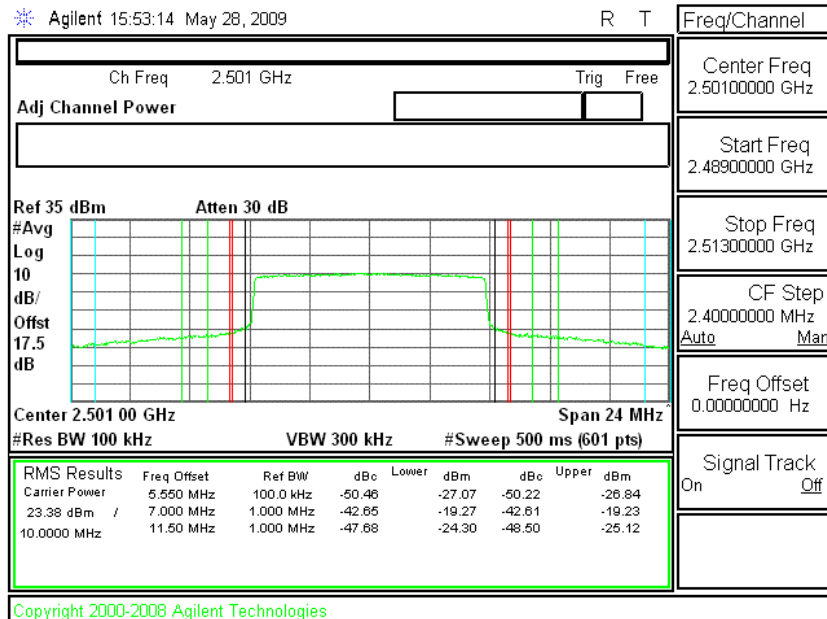 Agilent 15:53:14 May 28, 2009 R T
Freq/Channel
Ch Freq 2.501 GHz Trig Free
Adj Channel Power
Center Freq
2.50100000 GHz
Start Freq
2.48900000 GHz
Stop Freq
2.51300000 GHz
CF Step
2.40000000 MHz
Auto Man
Freq Offset
0.00000000 Hz
Signal Track
On Off
Ref 35 dBm Atten 30 dB
#Avg
Log
10
dB/
Offst
17.5
dB
Center 2.501 00 GHz Span 24 MHz^
#Res BW 100 kHz VBW 300 kHz #Sweep 500 ms (601 pts)
RMS Results Freq Offset Ref BW dBc Lower dBm dBc Upper dBm
Carrier Power 5.550 MHz 100.0 kHz -50.46 -27.07 -50.22 -26.84
23.38 dBm / 7.000 MHz 1.000 MHz -42.65 -19.27 -42.61 -19.23
10.0000 MHz 11.50 MHz 1.000 MHz -47.68 -24.30 -48.50 -25.12
Copyright 2000-2008 Agilent Technologies